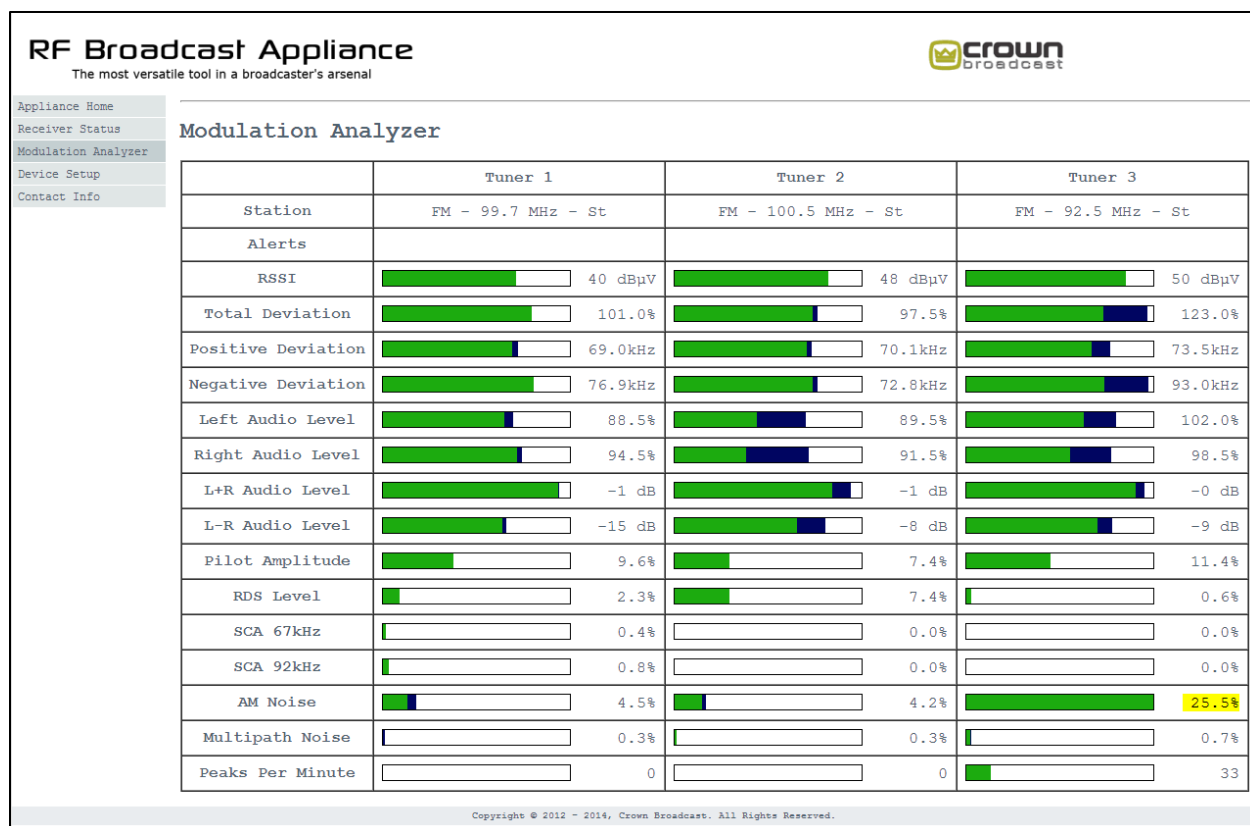 RF Broadcast Appliance
The most versatile tool in a broadcaster's arsenal
crown
broadcast
Appliance Home
Receiver Status
Modulation Analyzer
Device Setup
Contact Info
Modulation Analyzer
Tuner 1 Tuner 2 Tuner 3
Station FM - 99.7 MHz - St FM - 100.5 MHz - St FM - 92.5 MHz - St
Alerts
RSSI 40 dBµV 48 dBµV 50 dBµV
Total Deviation 101.0% 97.5% 123.0%
Positive Deviation 69.0kHz 70.1kHz 73.5kHz
Negative Deviation 76.9kHz 72.8kHz 93.0kHz
Left Audio Level 88.5% 89.5% 102.0%
Right Audio Level 94.5% 91.5% 98.5%
L+R Audio Level -1 dB -1 dB -0 dB
L-R Audio Level -15 dB -8 dB -9 dB
Pilot Amplitude 9.6% 7.4% 11.4%
RDS Level 2.3% 7.4% 0.6%
SCA 67kHz 0.4% 0.0% 0.0%
SCA 92kHz 0.8% 0.0% 0.0%
AM Noise 4.5% 4.2% 25.5%
Multipath Noise 0.3% 0.3% 0.7%
Peaks Per Minute 0 0 33
Copyright © 2012 - 2014, Crown Broadcast. All Rights Reserved.